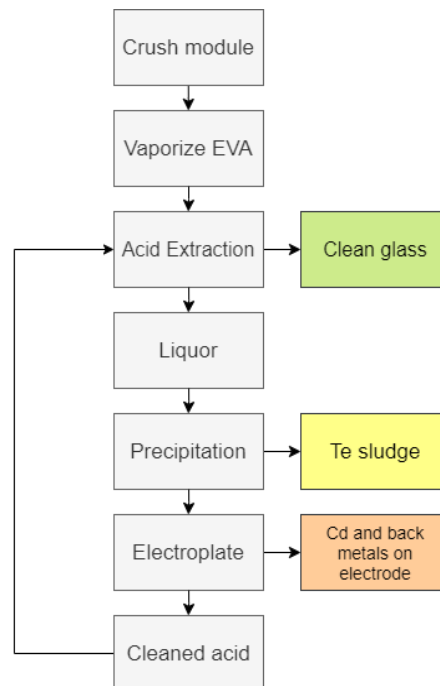 Crush module
Vaporize EVA
Acid Extraction
Clean glass
Liquor
Precipitation
Te sludge
Electroplate
Cd and back
metals on
electrode
Cleaned acid